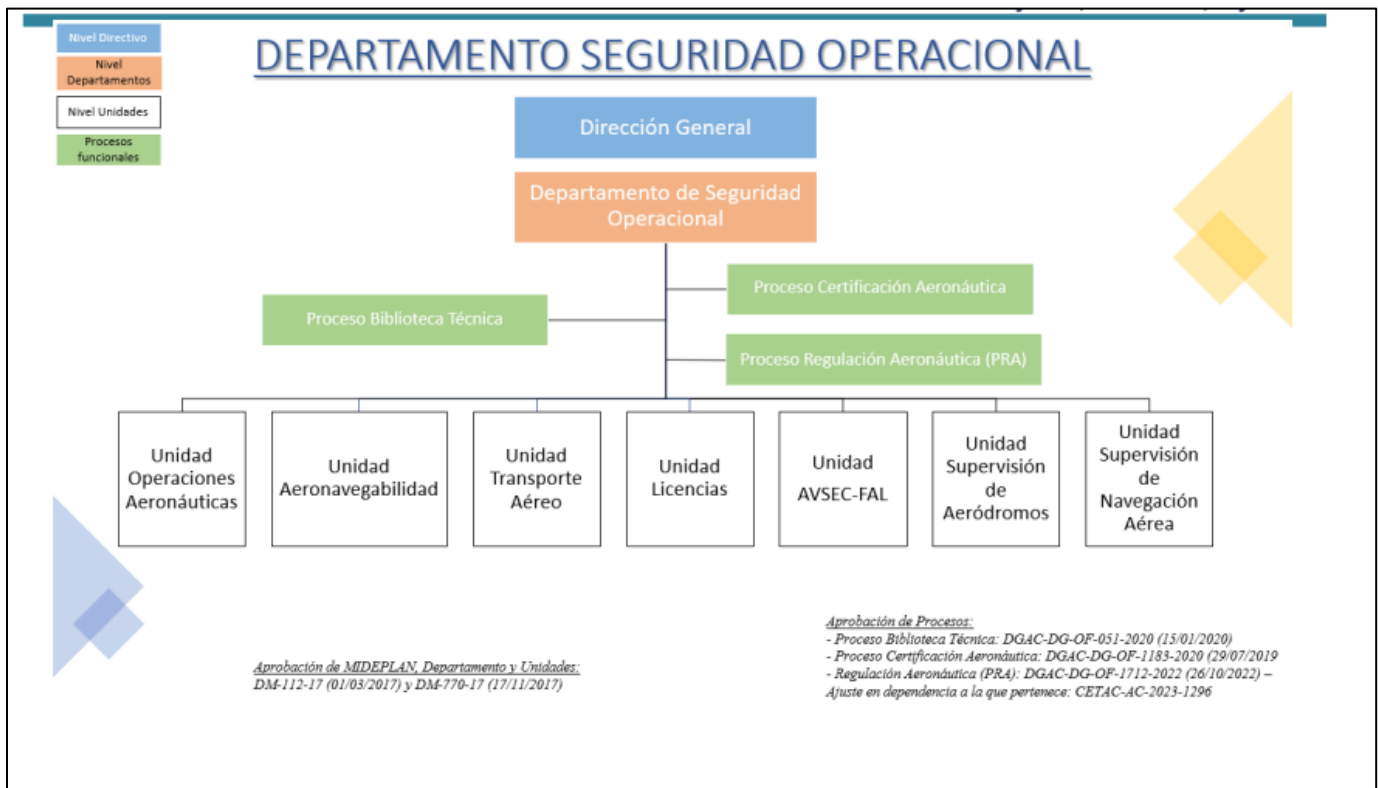 Nivel Directivo
Nivel
Departamentos
Nivel Unidades
Procesos
funcionales
DEPARTAMENTO SEGURIDAD OPERACIONAL
Dirección General
Departamento de Seguridad
Operacional
Proceso Certificación Aeronáutica
Proceso Biblioteca Técnica
Proceso Regulación Aeronáutica (PRA)
Unidad
Operaciones
Aeronáuticas
Unidad
Aeronavegabilidad
Unidad
Transporte
Aéreo
Unidad
Licencias
Unidad
AVSEC-FAL
Unidad
Supervisión
de
Aeródromos
Unidad
Supervisión
de
Navegación
Aérea
Aprobación de MIDEPLAN, Departamento y Unidades:
DM-112-17 (01/03/2017) y DM-770-17 (17/11/2017)
Aprobación de Procesos:
- Proceso Biblioteca Técnica: DGAC-DG-OF-051-2020 (15/01/2020)
- Proceso Certificación Aeronáutica: DGAC-DG-OF-1183-2020 (29/07/2019
- Regulación Aeronáutica (PRA): DGAC-DG-OF-1712-2022 (26/10/2022) –
Ajuste en dependencia a la que pertenece: CETAC-AC-2023-1296